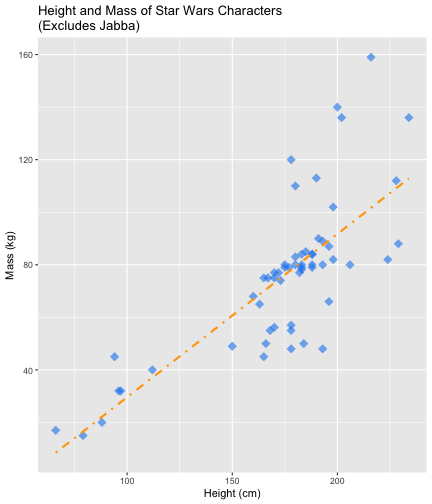 Height and Mass of Star Wars Characters
(Excludes Jabba)
160
120
80
40
Mass (kg)
100
150
200
Height (cm)